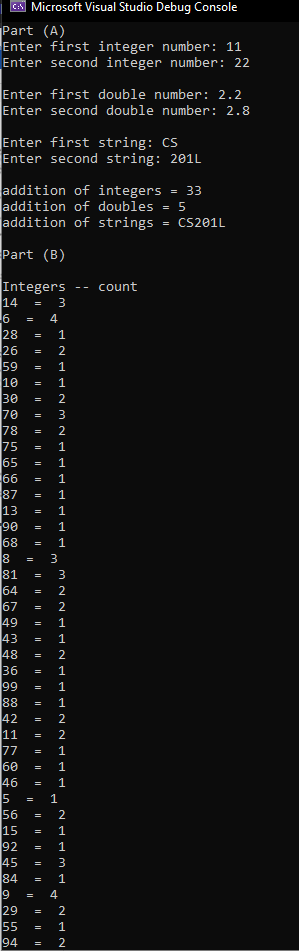 Microsoft Visual Studio Debug Console
Part (A)
Enter first integer number: 11
Enter second integer number: 22
Enter first double number: 2.2
Enter second double number: 2.8
Enter first string: CS
Enter second string: 201L
addition of integers = 33
addition of doubles = 5
addition of strings = CS201L
Part (B)
Integers -- count
14  =  3
6  =  4
28  =  1
26  =  2
59  =  1
10  =  1
30  =  2
70  =  3
78  =  2
75  =  1
65  =  1
66  =  1
87  =  1
13  =  1
90  =  1
68  =  1
8  =  3
81  =  3
64  =  2
67  =  2
49  =  1
43  =  1
48  =  2
36  =  1
99  =  1
88  =  1
42  =  2
11  =  2
77  =  1
60  =  1
46  =  1
5  =  1
56  =  2
15  =  1
92  =  1
45  =  3
84  =  1
9  =  4
29  =  2
55  =  1
94  =  2